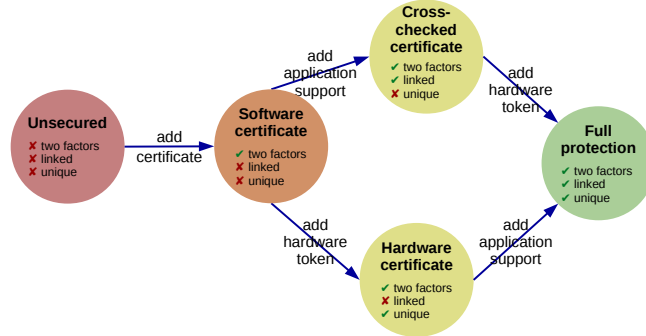 Unsecured
✘ two factors
✘ linked
✘ unique
add
certificate
Software
certificate
✔ two factors
✘ linked
✘ unique
add
application
support
Cross-
checked
certificate
✔ two factors
✔ linked
✘ unique
add
hardware
token
add
hardware
token
Hardware
certificate
✔ two factors
✘ linked
✔ unique
add
application
support
Full
protection
✔ two factors
✔ linked
✔ unique